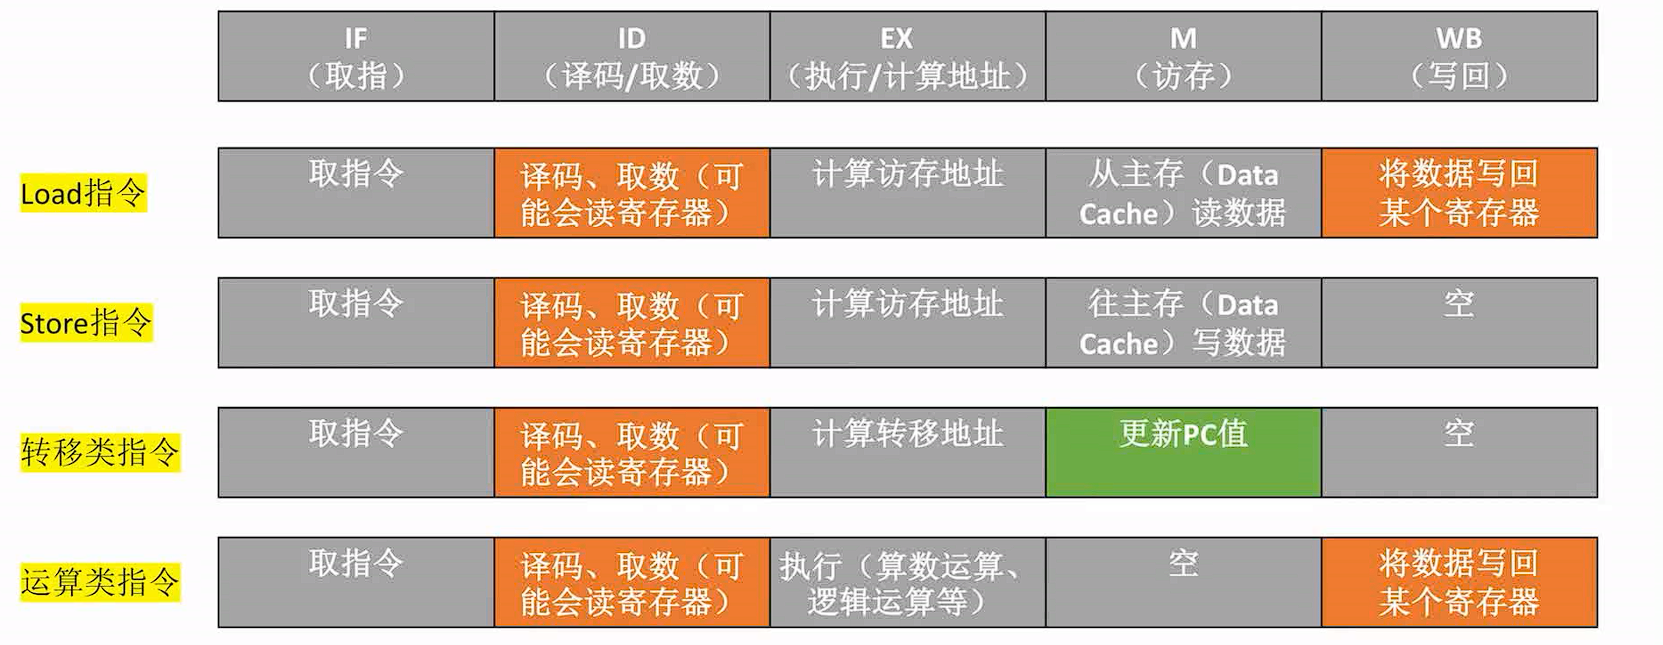 IF
（取指）
ID
（译码/取数）
EX
（执行/计算地址）
M
（访存）
WB
（写回）
Load指令
取指令
译码、取数（可
能会读寄存器）
计算访存地址
从主存（Data
Cache）读数据
将数据写回
某个寄存器
Store指令
取指令
译码、取数（可
能会读寄存器）
计算访存地址
往主存（Data
Cache）写数据
空
转移类指令
取指令
译码、取数（可
能会读寄存器）
计算转移地址
更新PC值
空
运算类指令
取指令
译码、取数（可
能会读寄存器）
执行（算数运算、
逻辑运算等）
空
将数据写回
某个寄存器